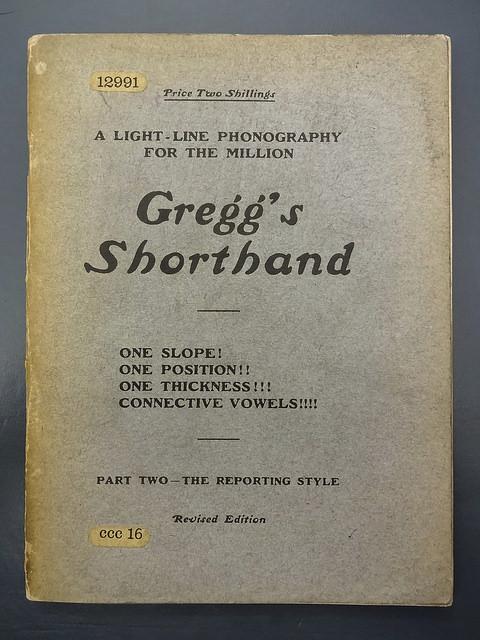 12991
Price Two Shillings
A LIGHT-LINE PHONOGRAPHY
FOR THE MILLION
Gregg's
Shorthand
ONE SLOPE!
ONE POSITION!!
ONE THICKNESS!!!
CONNECTIVE VOWELS!!!!
PART TWO—THE REPORTING STYLE
Revised Edition
ccc 16